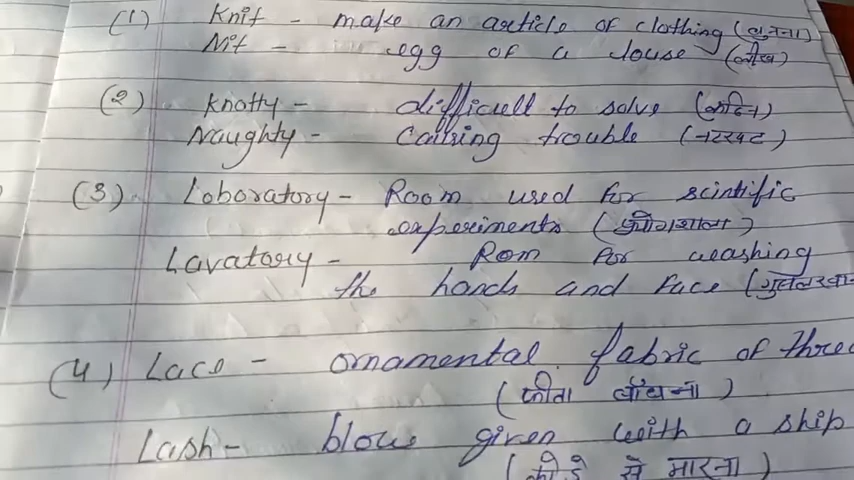 (1) Knit - make an article of clothing (बुनना)
Nit - egg of a louse (लीख)
(2) Knotty - difficult to solve (कठिन)
Naughty - Causing trouble (नटखट)
(3) Loboratory - Room used for scintific
experiments (प्रयोगशाला)
Lavatory - Rom for washing
the hands and Face
(4) Lace - ornamental fabric of three
(फीता बाँधना)
Lash - blow given with a ship
(कोडे से मारना)